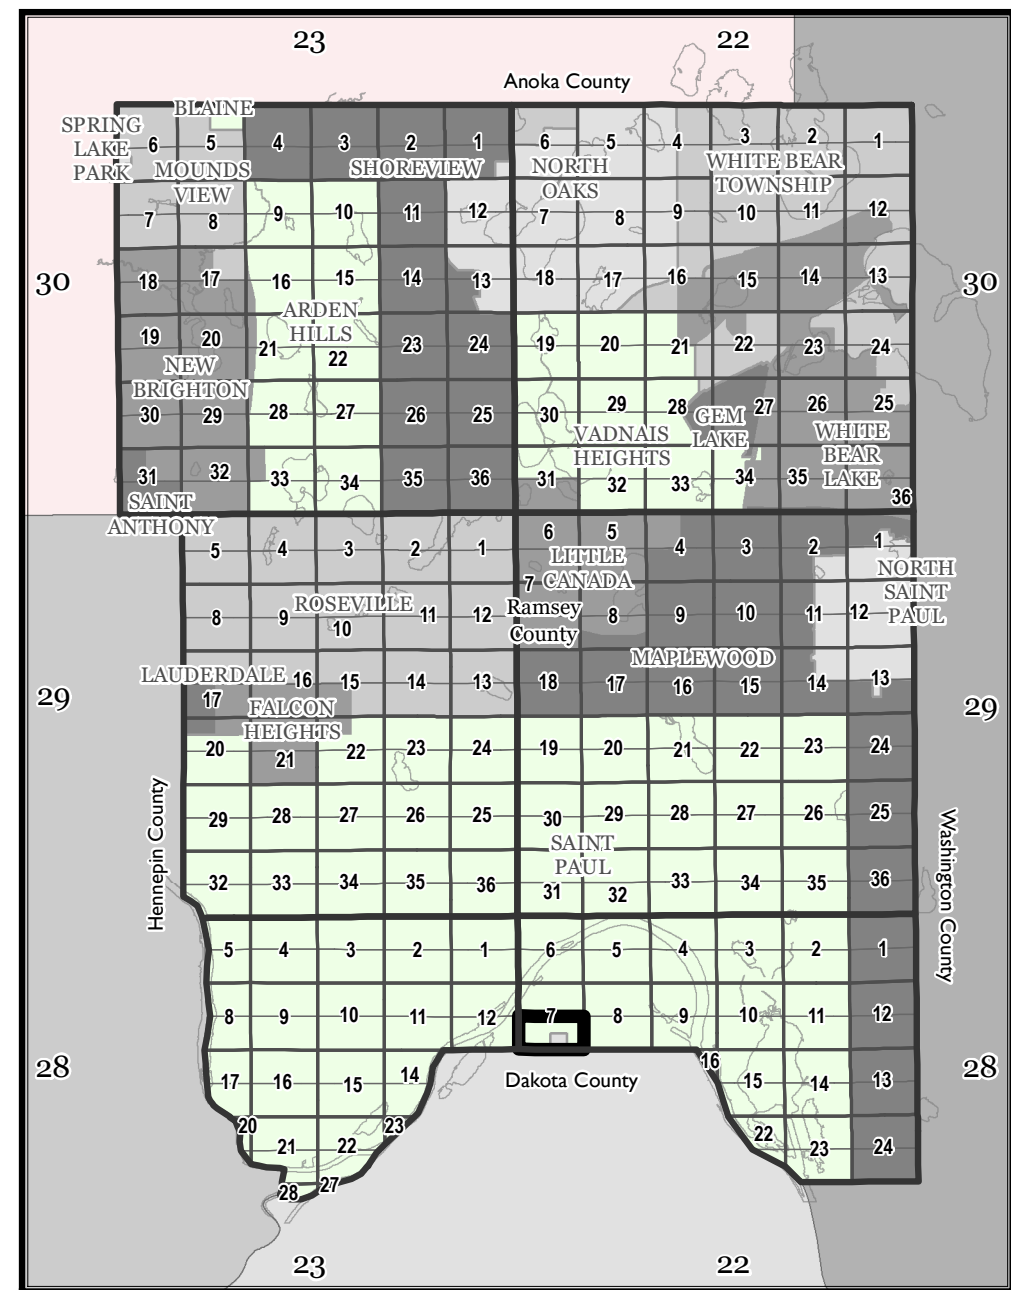 23 22
Anoka County
BLAINE
SPRING
LAKE
PARK
6 5 4 3 2 1 6 5 4 3 2 1
MOUNDS
VIEW
SHOREVIEW
NORTH
OAKS
WHITE BEAR
TOWNSHIP
7 8 9 10 11 12 7 8 9 10 11 12
30 18 17 16 15 14 13 18 17 16 15 14 13 30
ARDEN
HILLS
19 20 21 22 23 24 19 20 21 22 23 24
NEW
BRIGHTON
30 29 28 27 26 25 30 29 28 27 26 25
GEM
LAKE
VADNAIS
HEIGHTS
WHITE
BEAR
LAKE
31 32 33 34 35 36 31 32 33 34 35 36
SAINT
ANTHONY
5 4 3 2 1 6 5 4 3 2 1
LITTLE
CANADA
NORTH
SAINT
PAUL
8 9 10 11 12 7 8 9 10 11 12
ROSEVILLE
Ramsey
County
MAPLEWOOD
LAUDERDALE
29 17 16 15 14 13 18 17 16 15 14 13 29
FALCON
HEIGHTS
20 21 22 23 24 19 20 21 22 23 24
29 28 27 26 25 30 29 28 27 26 25
Hennepin County
SAINT
PAUL
Washington County
32 33 34 35 36 31 32 33 34 35 36
5 4 3 2 1 6 5 4 3 2 1
8 9 10 11 12 7 8 9 10 11 12
28 17 16 15 14 16 15 14 13 28
Dakota County
20 21 22 23 22 23 24
28 27
23 22